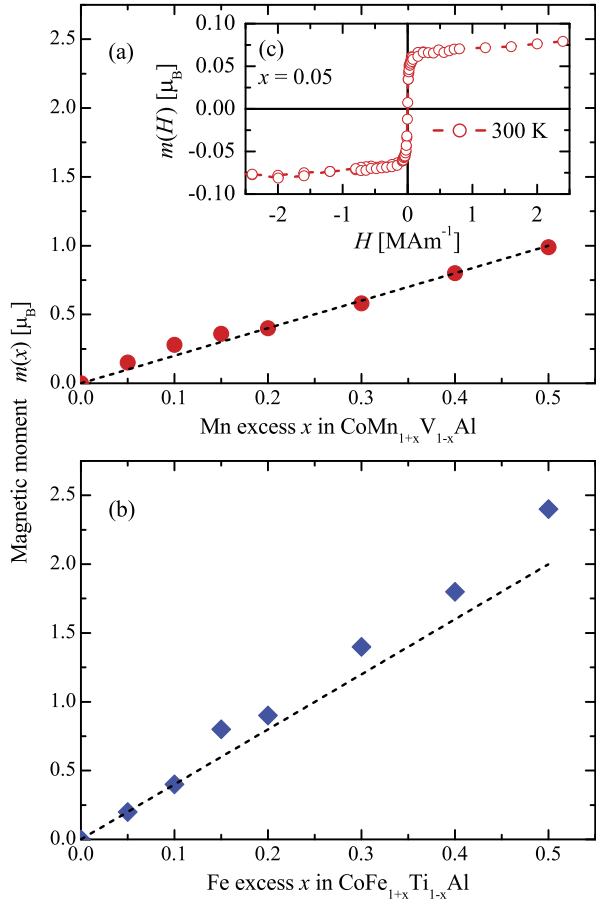 Magnetic moment m(x) [μB]
(a)
2.5
2.0
1.5
1.0
0.5
0.0
0.0 0.1 0.2 0.3 0.4 0.5
Mn excess x in CoMn1+xV1-xAl
(c)
x = 0.05
m(H) [μB]
0.10
0.05
0.00
-0.05
-0.10
300 K
-2 -1 0 1 2
H [MAm-1]
(b)
2.5
2.0
1.5
1.0
0.5
0.0
0.0 0.1 0.2 0.3 0.4 0.5
Fe excess x in CoFe1+xTi1-xAl